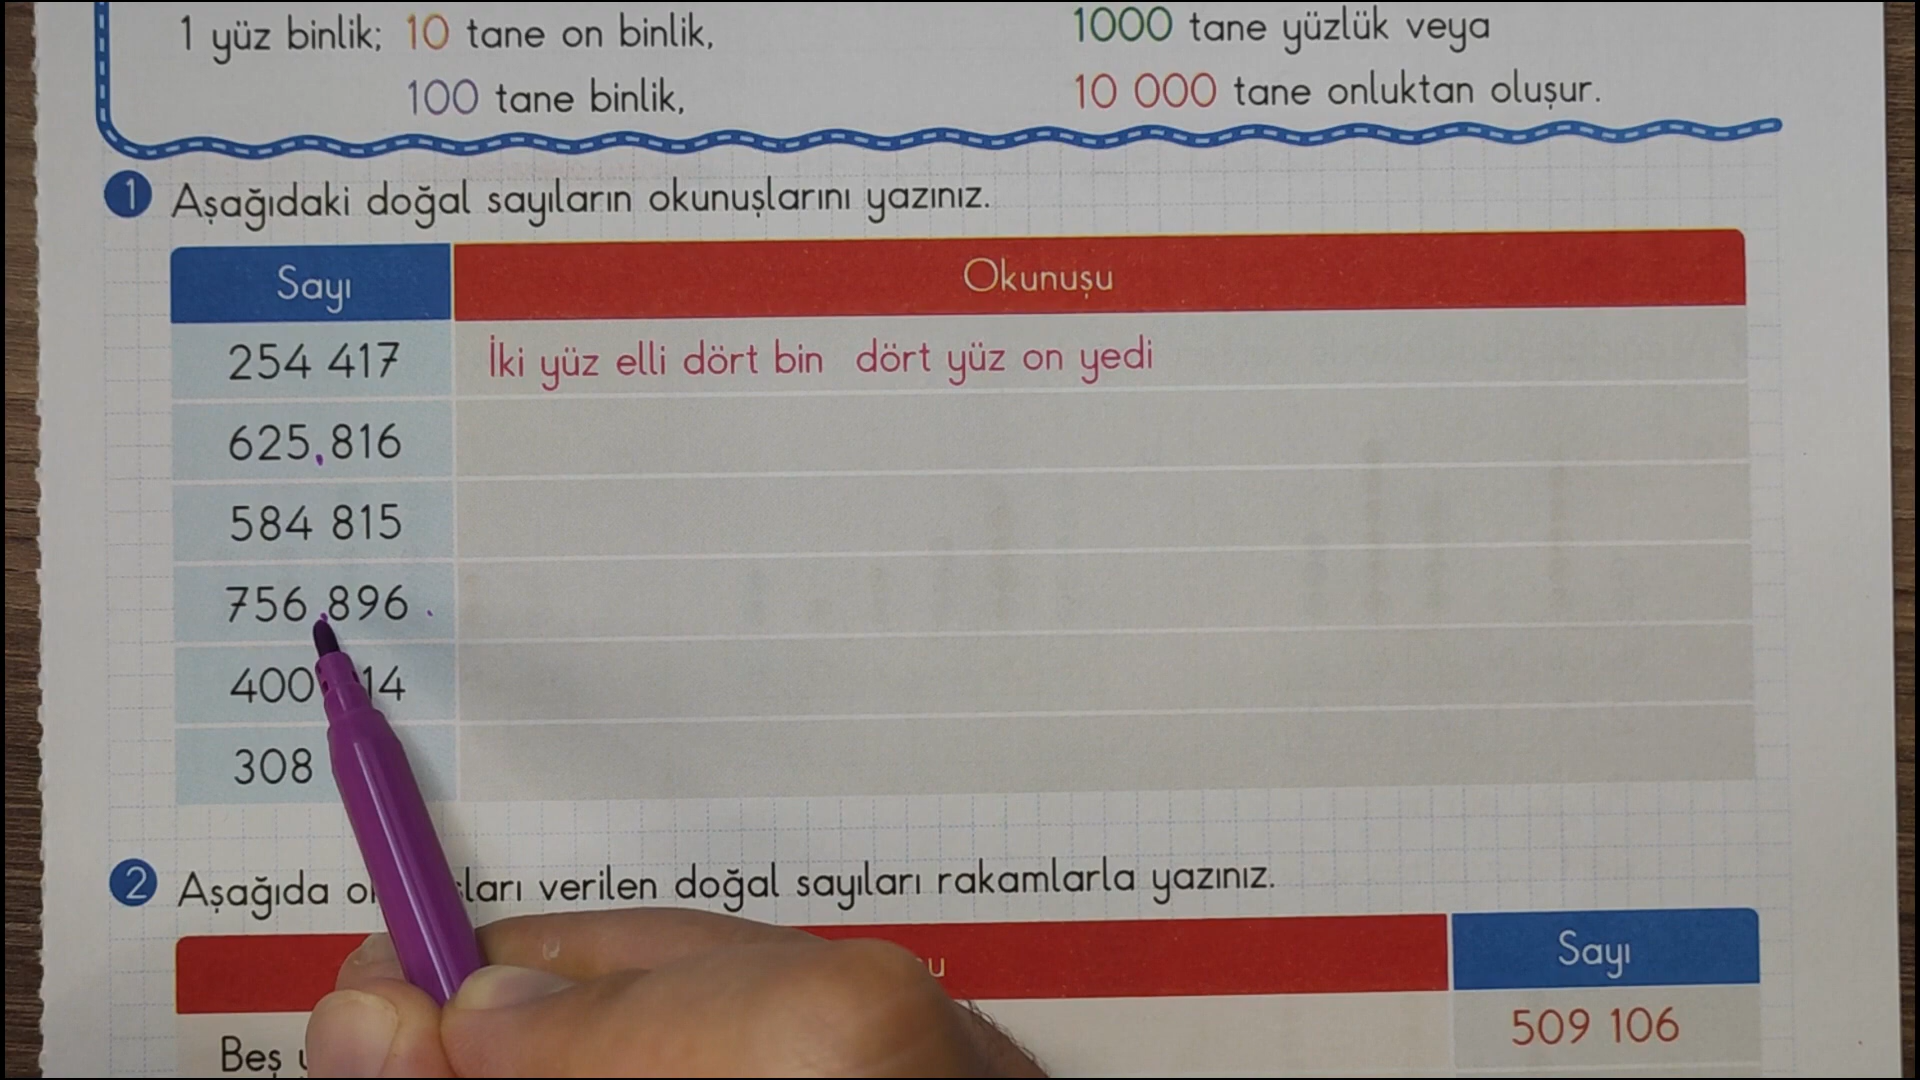 1 yüz binlik; 10 tane on binlik, 1000 tane yüzlük veya
100 tane binlik, 10 000 tane onluktan oluşur.
1 Aşağıdaki doğal sayıların okunuşlarını yazınız.
Sayı Okunuşu
254 417 İki yüz elli dört bin dört yüz on yedi
625.816
584 815
756.896 .
400 14
308
2 Aşağıda verilen doğal sayıları rakamlarla yazınız.
Sayı
Beş 509 106